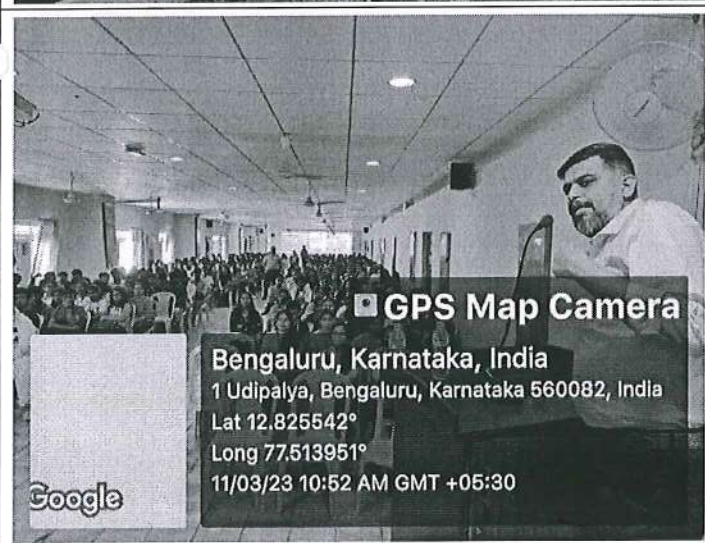 GPS Map Camera
Bengaluru, Karnataka, India
1 Udipalya, Bengaluru, Karnataka 560082, India
Lat 12.825542°
Long 77.513951°
11/03/23 10:52 AM GMT +05:30
Google